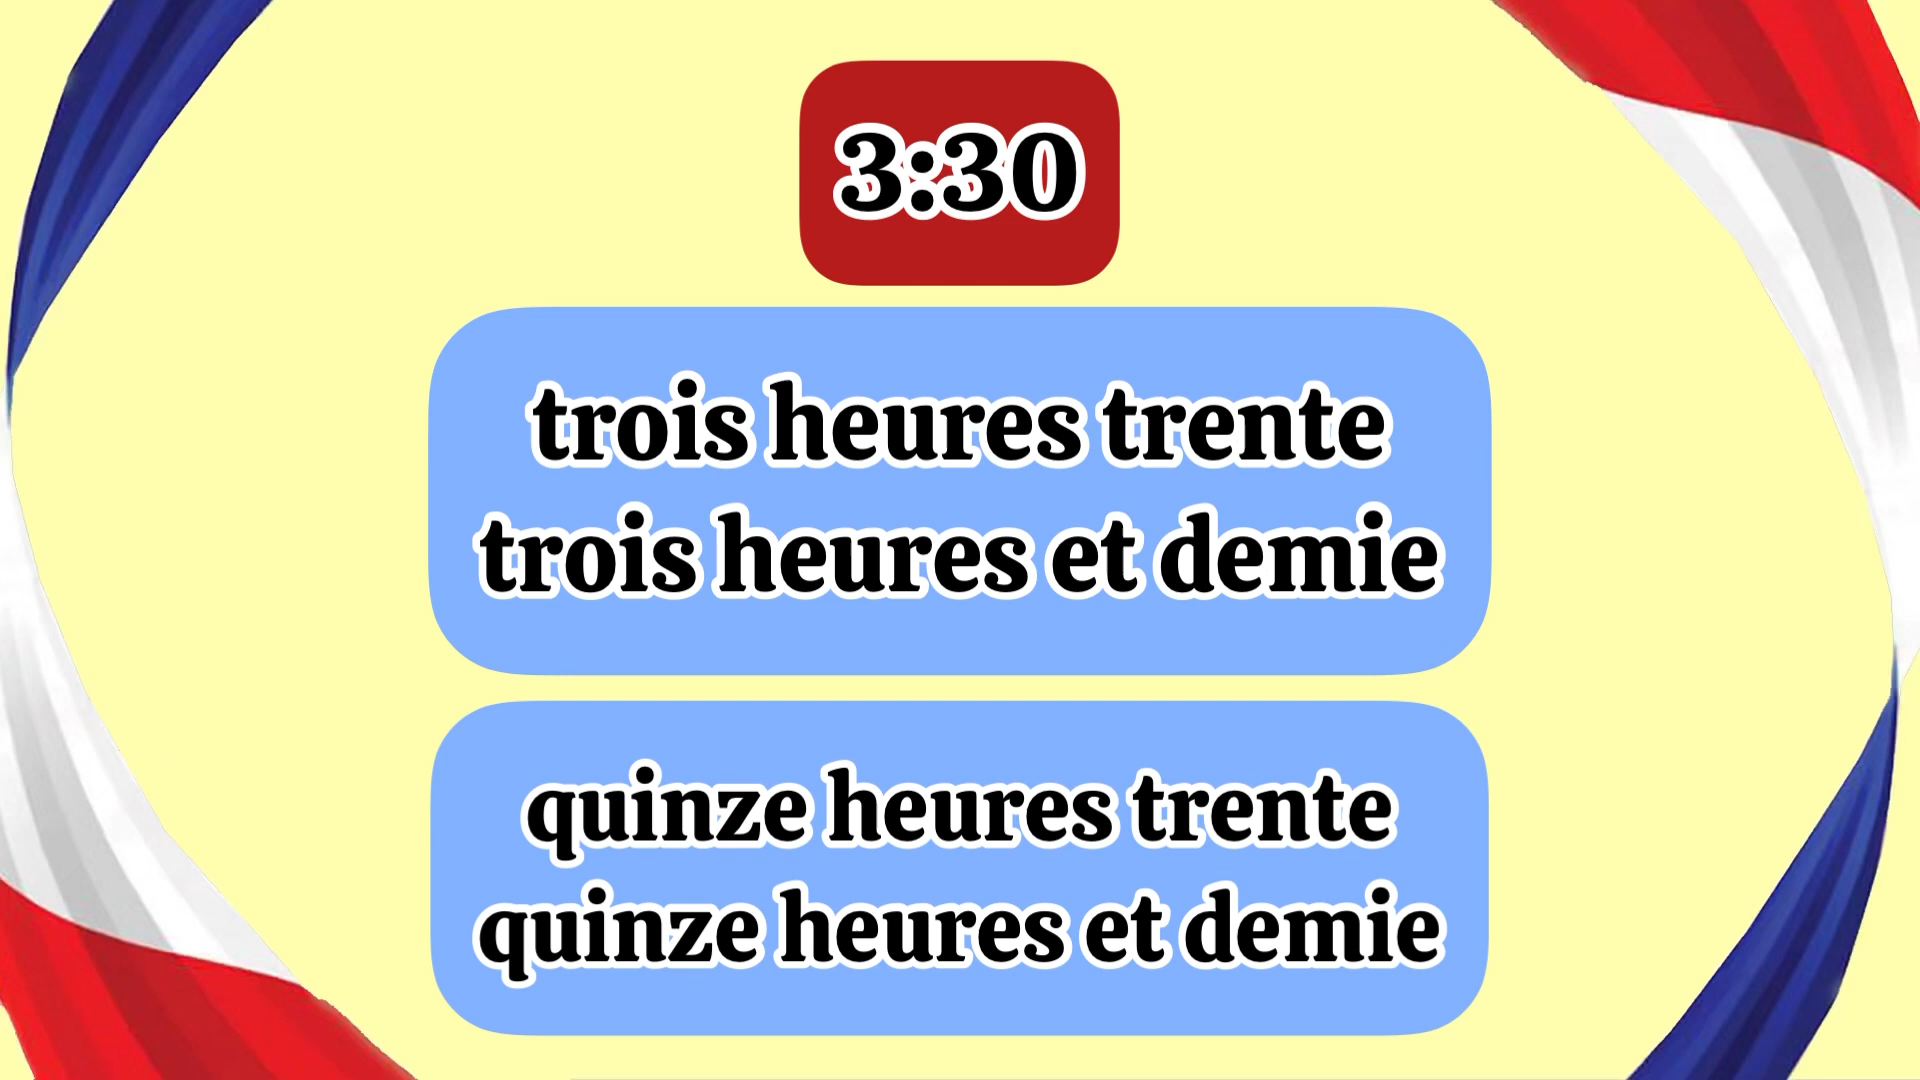 3:30
trois heures trente
trois heures et demie
quinze heures trente
quinze heures et demie